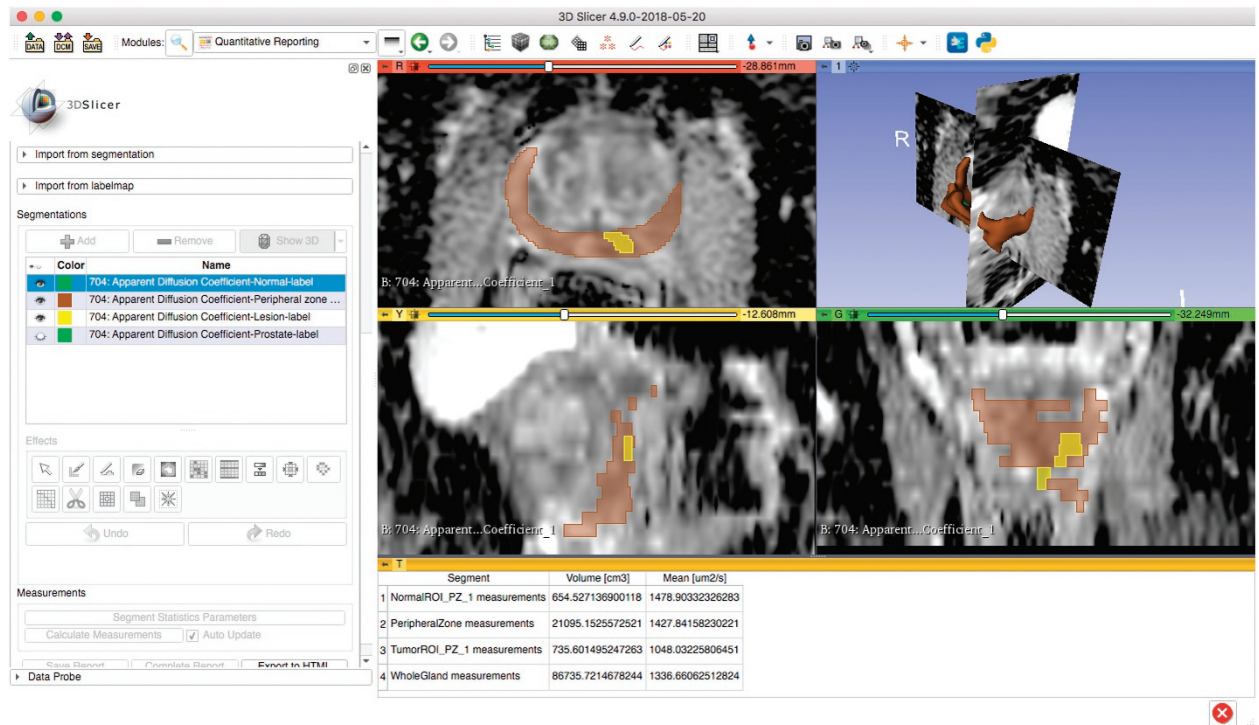 3D Slicer 4.9.0-2018-05-20
DATA DCM SAVE Modules: Quantitative Reporting
3DSlicer
Import from segmentation
Import from labelmap
Segmentations
Add Remove Show 3D
Color Name
704: Apparent Diffusion Coefficient-Normal-label
704: Apparent Diffusion Coefficient-Peripheral zone ...
704: Apparent Diffusion Coefficient-Lesion-label
704: Apparent Diffusion Coefficient-Prostate-label
Effects
Undo Redo
Measurements
Segment Statistics Parameters
Calculate Measurements Auto Update
Save Report Complete Report Export to HTML
Data Probe
R -28.861mm
B: 704: Apparent...Coefficient_1
1
R
Y -12.608mm
B: 704: Apparent...Coefficient_1
G -32.249mm
B: 704: Apparent...Coefficient_1
T
Segment Volume [cm3] Mean [um2/s]
1 NormalROI_PZ_1 measurements 654.527136900118 1478.90332326283
2 PeripheralZone measurements 21095.1525572521 1427.84158230221
3 TumorROI_PZ_1 measurements 735.601495247263 1048.03225806451
4 WholeGland measurements 86735.7214678244 1336.66062512824